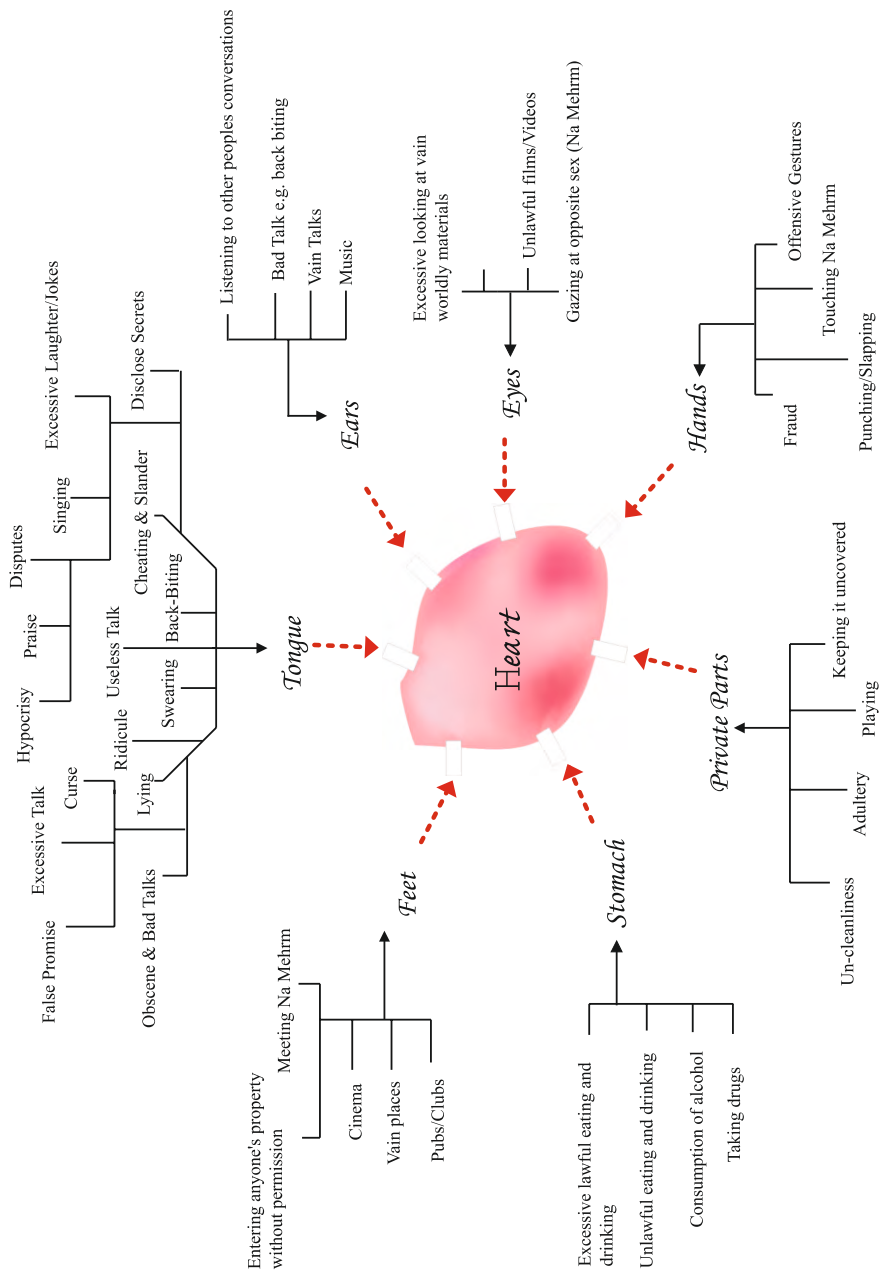 Hypocrisy
Praise
Disputes
Singing
Excessive Laughter/Jokes
Disclose Secrets
False Promise
Excessive Talk
Curse
Obscene & Bad Talks
Lying
Ridicule
Swearing
Useless Talk
Back-Biting
Cheating & Slander
Tongue
Listening to other peoples conversations
Bad Talk e.g. back biting
Vain Talks
Music
Ears
Excessive looking at vain
worldly materials
Unlawful films/Videos
Gazing at opposite sex (Na Mehrm)
Eyes
Offensive Gestures
Touching Na Mehrm
Punching/Slapping
Fraud
Hands
Heart
Entering anyone's property
without permission
Meeting Na Mehrm
Cinema
Vain places
Pubs/Clubs
Feet
Excessive lawful eating and
drinking
Unlawful eating and drinking
Consumption of alcohol
Taking drugs
Stomach
Private Parts
Un-cleanliness
Adultery
Playing
Keeping it uncovered